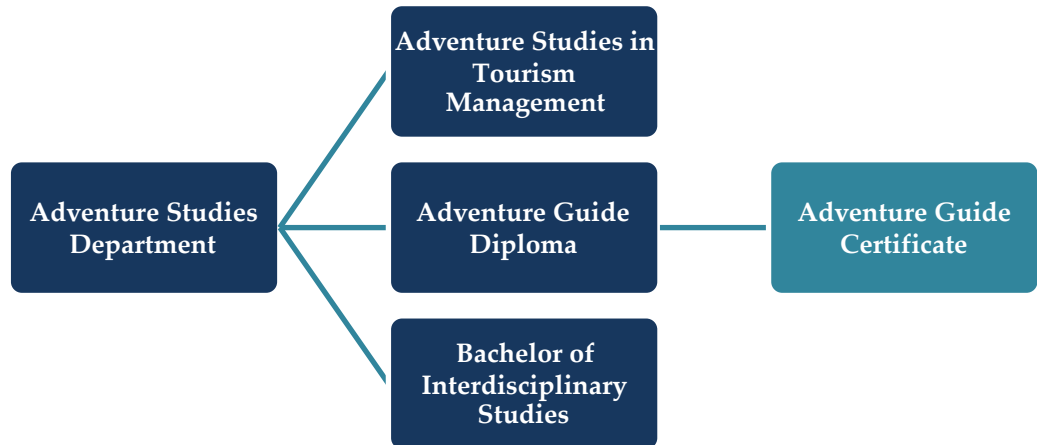 Adventure Studies in
Tourism
Management
Adventure Studies
Department
Adventure Guide
Diploma
Adventure Guide
Certificate
Bachelor of
Interdisciplinary
Studies